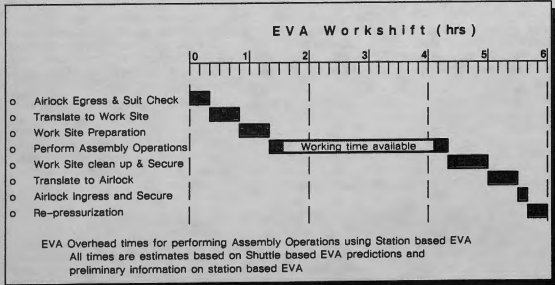 EVA Workshift (hrs)
0 1 2 3 4 5 6
o Airlock Egress & Suit Check
o Translate to Work Site
o Work Site Preparation
o Perform Assembly Operations
Working time available
o Work Site clean up & Secure
o Translate to Airlock
o Airlock Ingress and Secure
o Re-pressurization
EVA Overhead times for performing Assembly Operations using Station based EVA
All times are estimates based on Shuttle based EVA predictions and
preliminary information on station based EVA